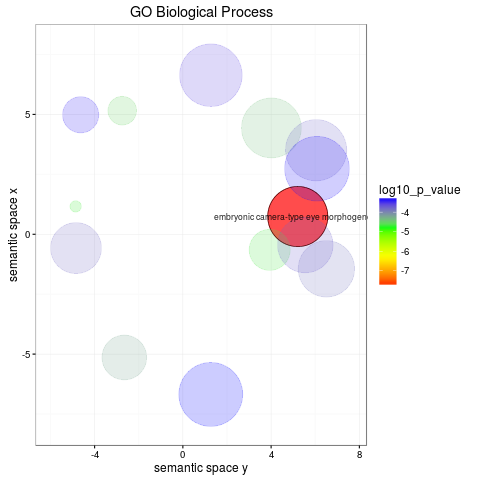 GO Biological Process
5
0
-5
-4
0
4
8
semantic space x
semantic space y
embryonic camera-type eye morphogen
log10_p_value
-4
-5
-6
-7